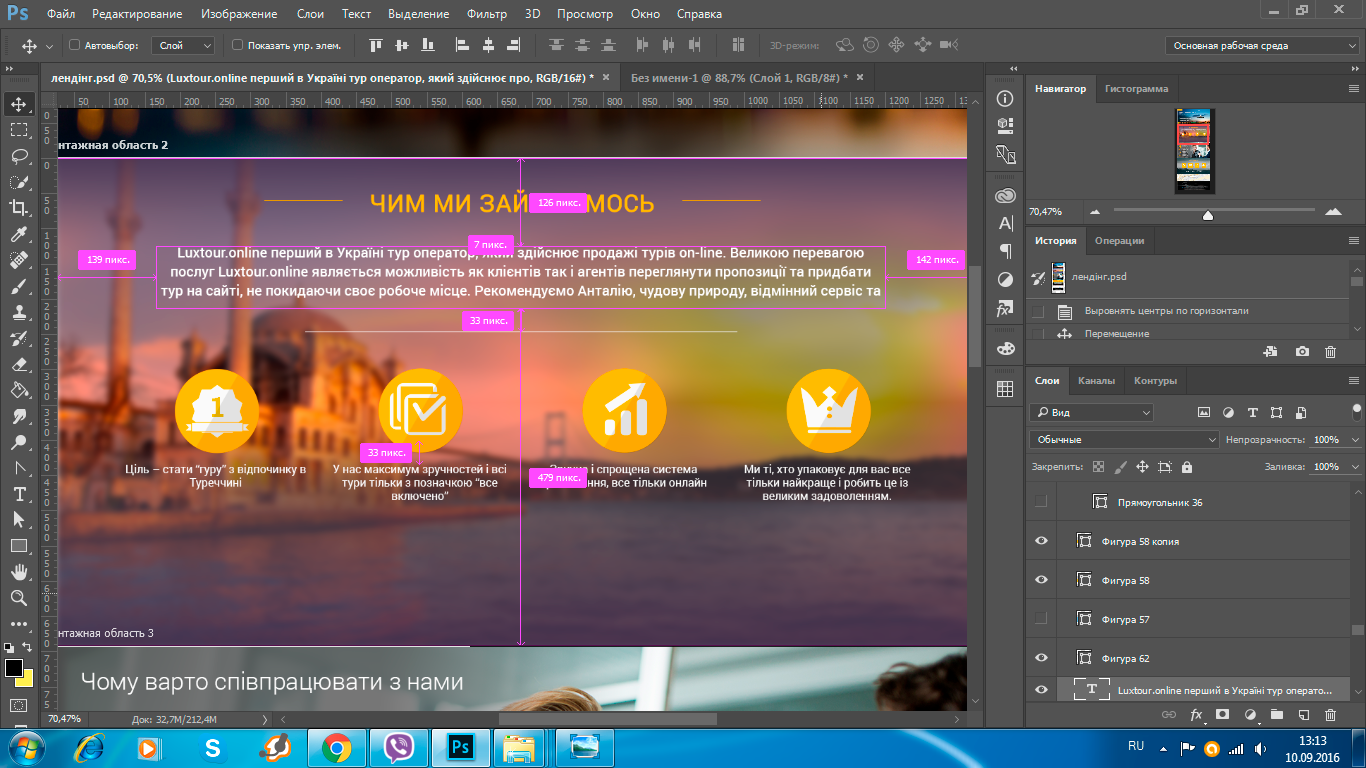 Ps Файл Редактирование Изображение Слои Текст Выделение Фильтр 3D Просмотр Окно Справка
Автовыбор: Слой Показать упр. элем. 3D-режим: Основная рабочая среда
лендінг.psd @ 70,5% (Luxtour.online перший в Україні тур оператор, який здійснює про, RGB/16#) * × Без имени-1 @ 88,7% (Слой 1, RGB/8#) * ×
50 100 150 200 250 300 350 400 450 500 550 600 650 700 750 800 850 900 950 1000 1050 1100 1150 1200 1250
Навигатор Гистограмма
70,47%
История Операции
лендінг.psd
Выровнять центры по горизонтали
Перемещение
Слои Каналы Контуры
Вид
Обычные Непрозрачность: 100%
Закрепить: Заливка: 100%
Прямоугольник 36
Фигура 58 копия
Фигура 58
Фигура 57
Фигура 62
T Luxtour.online перший в Україні тур операто...
нтажная область 2
ЧИМ МИ ЗАЙ МОСЬ
126 пикс.
7 пикс.
139 пикс.
142 пикс.
Luxtour.online перший в Україні тур оператор, який здійснює продажі турів on-line. Великою перевагою
послуг Luxtour.online являється можливість як клієнтів так і агентів переглянути пропозиції та придбати
тур на сайті, не покидаючи своє робоче місце. Рекомендуємо Анталію, чудову природу, відмінний сервіс та
33 пикс.
1
33 пикс.
479 пикс.
Ціль – стати “гуру” з відпочинку в
Туреччині
У нас максимум зручностей і всі
тури тільки з позначкою “все
включено”
і спрощена система
ння, все тільки онлайн
Ми ті, хто упаковує для вас все
тільки найкраще і робить це із
великим задоволенням.
нтажная область 3
Чому варто співпрацювати з нами
70,47% Док: 32,7M/212,4M
RU 13:13
10.09.2016